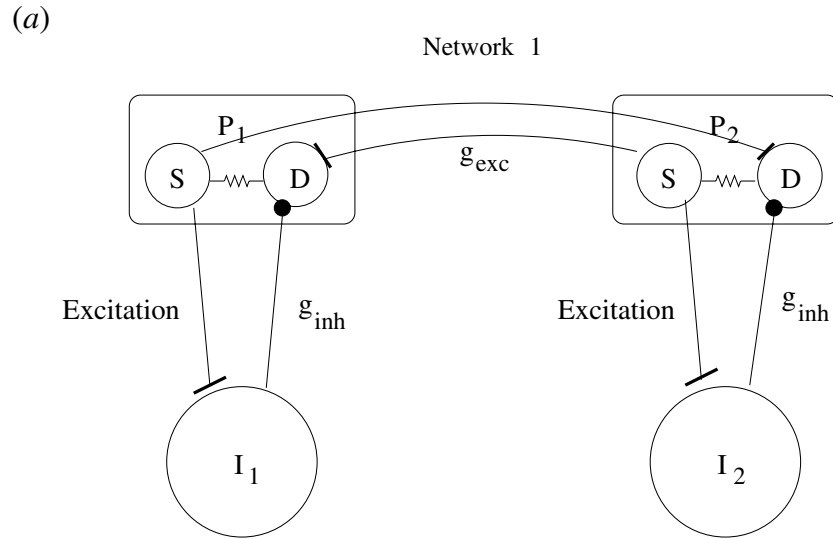 (a)
Network 1
P1
P2
S
D
gexc
S
D
Excitation
ginh
Excitation
ginh
I1
I2